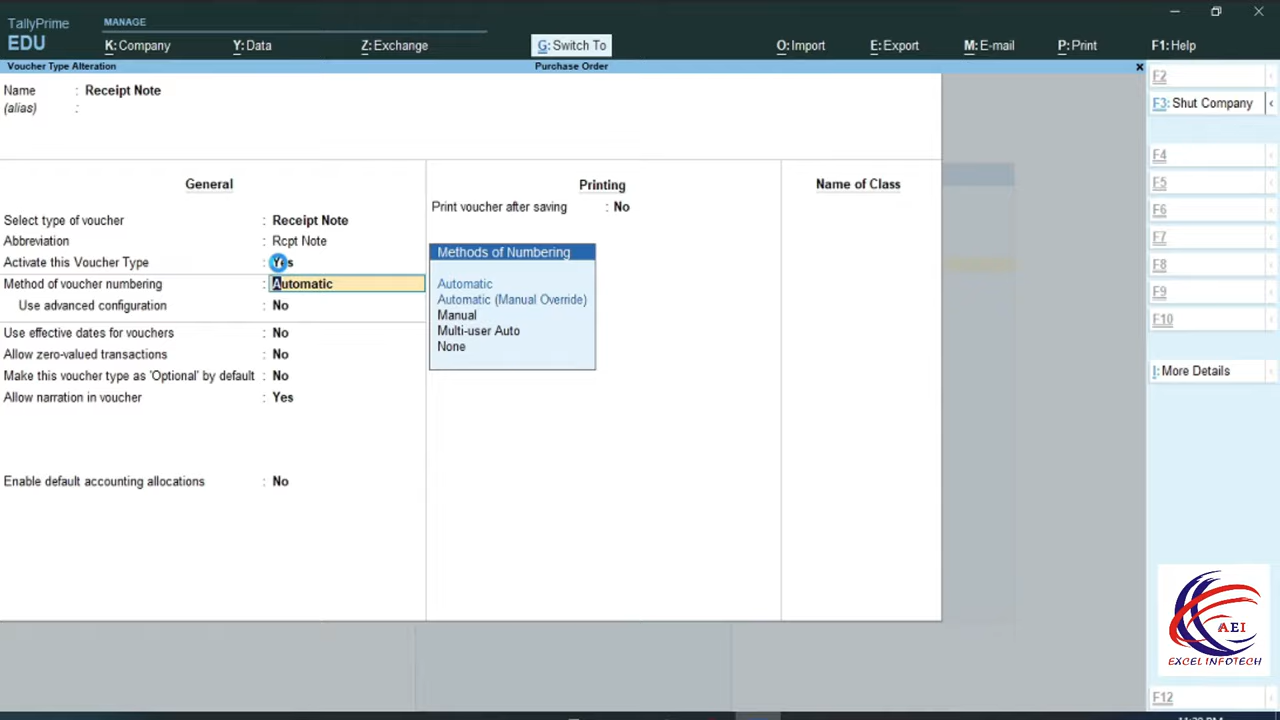 TallyPrime
EDU
MANAGE
K: Company
Y: Data
Z: Exchange
G: Switch To
O: Import
E: Export
M: E-mail
P: Print
F1: Help
Voucher Type Alteration
Purchase Order
×
Name : Receipt Note
(alias) :
General
Select type of voucher : Receipt Note
Abbreviation : Rcpt Note
Activate this Voucher Type : Yes
Method of voucher numbering : Automatic
Use advanced configuration : No
Use effective dates for vouchers : No
Allow zero-valued transactions : No
Make this voucher type as 'Optional' by default : No
Allow narration in voucher : Yes
Enable default accounting allocations : No
Printing
Print voucher after saving : No
Methods of Numbering
Automatic
Automatic (Manual Override)
Manual
Multi-user Auto
None
Name of Class
F2
F3: Shut Company
F4
F5
F6
F7
F8
F9
F10
I: More Details
AEI
EXCEL INFOTECH
F12